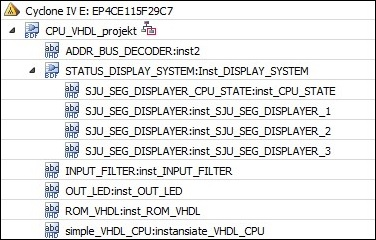 Cyclone IV E: EP4CE115F29C7
CPU_VHDL_projekt
ADDR_BUS_DECODER:inst2
STATUS_DISPLAY_SYSTEM:Inst_DISPLAY_SYSTEM
SJU_SEG_DISPLAYER_CPU_STATE:inst_CPU_STATE
SJU_SEG_DISPLAYER:inst_SJU_SEG_DISPLAYER_1
SJU_SEG_DISPLAYER:inst_SJU_SEG_DISPLAYER_2
SJU_SEG_DISPLAYER:inst_SJU_SEG_DISPLAYER_3
INPUT_FILTER:inst_INPUT_FILTER
OUT_LED:inst_OUT_LED
ROM_VHDL:inst_ROM_VHDL
simple_VHDL_CPU:instansiate_VHDL_CPU